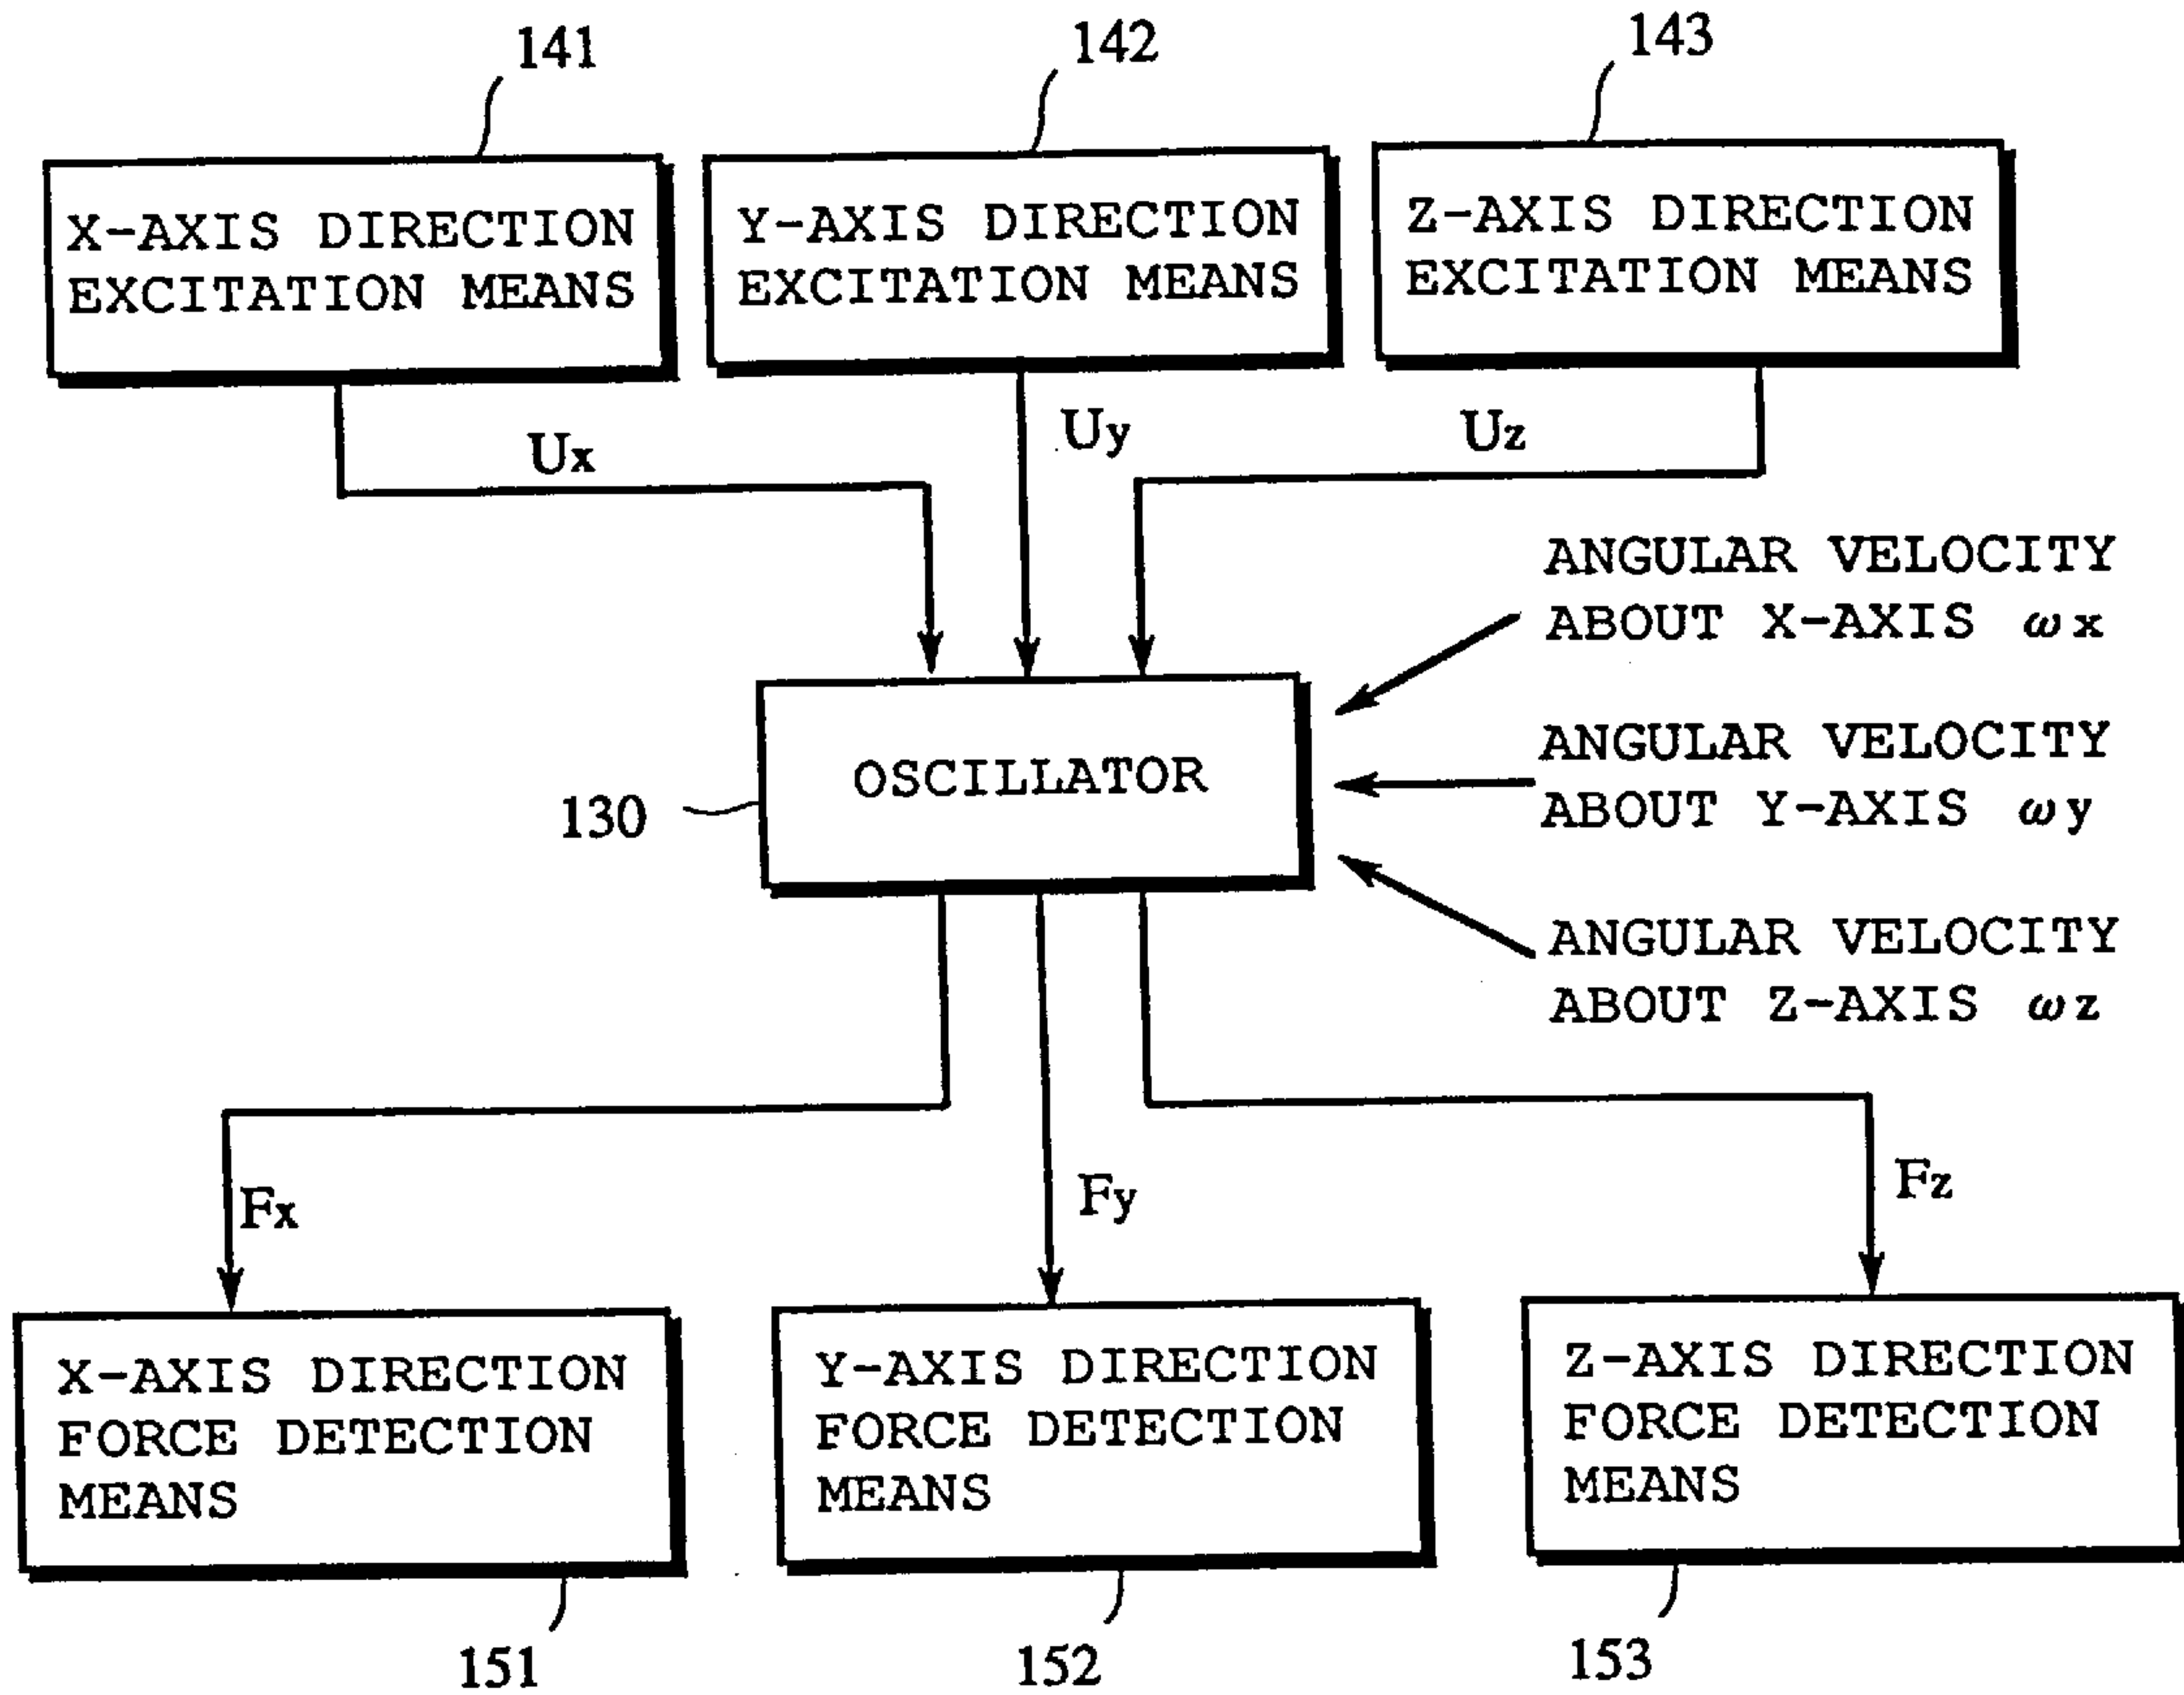 141
142
143
X-AXIS DIRECTION
EXCITATION MEANS
Y-AXIS DIRECTION
EXCITATION MEANS
Z-AXIS DIRECTION
EXCITATION MEANS
Ux
Uy
Uz
ANGULAR VELOCITY
ABOUT X-AXIS ωx
OSCILLATOR
130
ANGULAR VELOCITY
ABOUT Y-AXIS ωy
ANGULAR VELOCITY
ABOUT Z-AXIS ωz
Fx
Fy
Fz
X-AXIS DIRECTION
FORCE DETECTION
MEANS
Y-AXIS DIRECTION
FORCE DETECTION
MEANS
Z-AXIS DIRECTION
FORCE DETECTION
MEANS
151
152
153